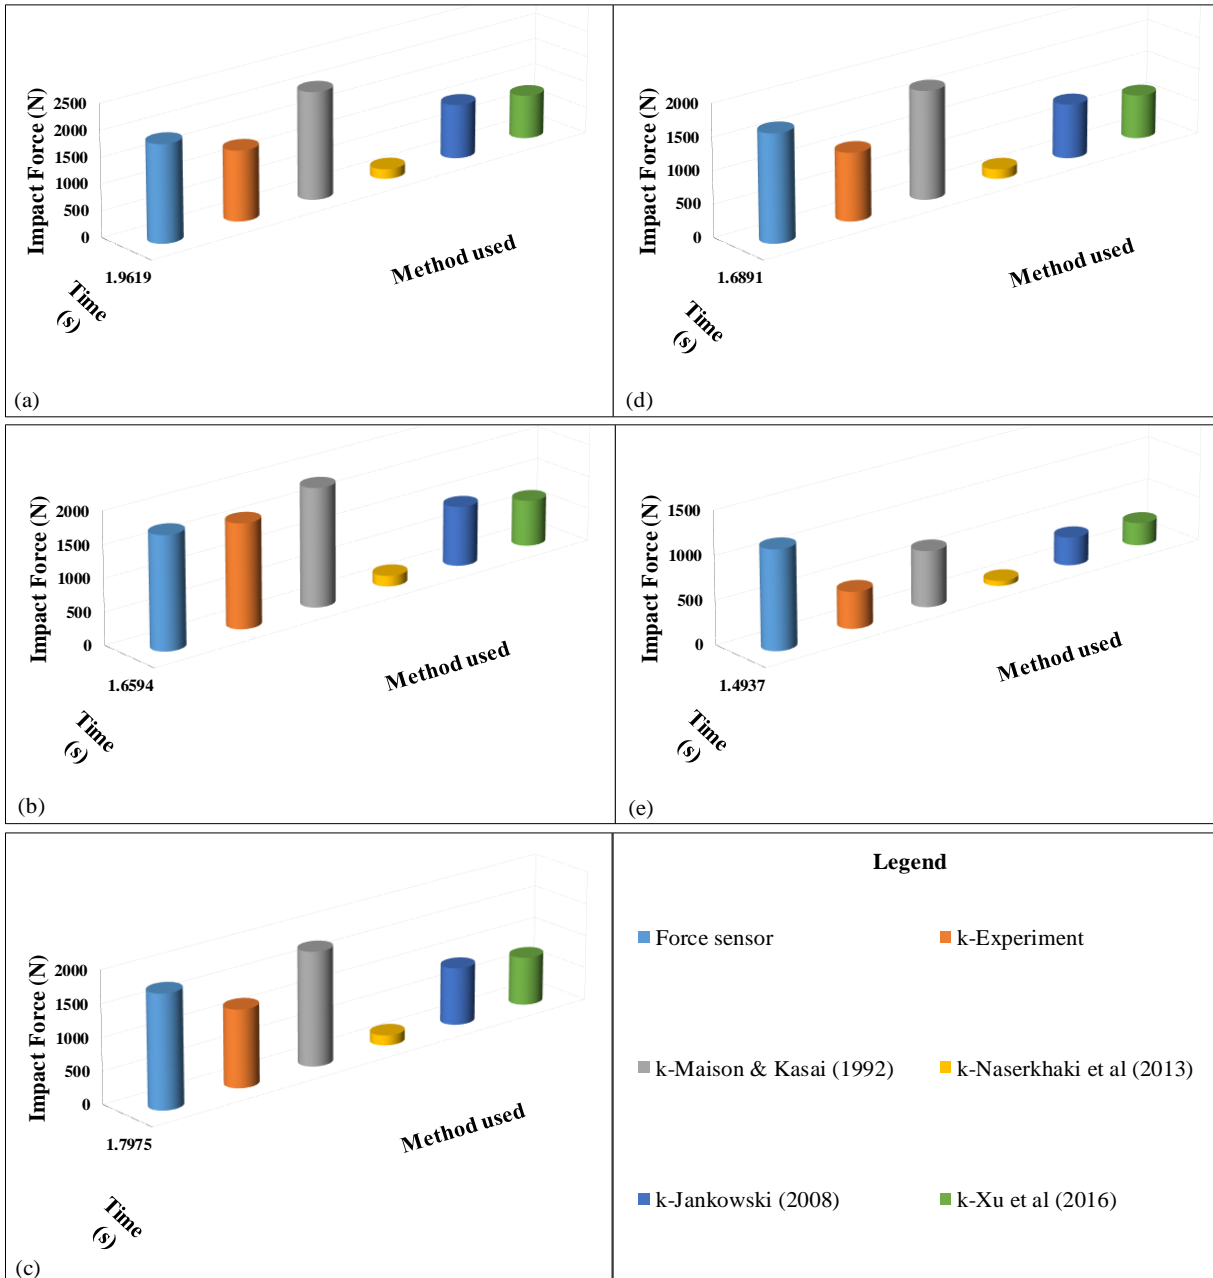 Impact Force (N)
2500
2000
1500
1000
500
0
1.9619
Time
(s)
Method used
(a)
Impact Force (N)
2000
1500
1000
500
0
1.6891
Time
(s)
Method used
(d)
Impact Force (N)
2000
1500
1000
500
0
1.6594
Time
(s)
Method used
(b)
Impact Force (N)
1500
1000
500
0
1.4937
Time
(s)
Method used
(e)
Impact Force (N)
2000
1500
1000
500
0
1.7975
Time
(s)
Method used
(c)
Legend
Force sensor
k-Experiment
k-Maison & Kasai (1992)
k-Naserkhaki et al (2013)
k-Jankowski (2008)
k-Xu et al (2016)